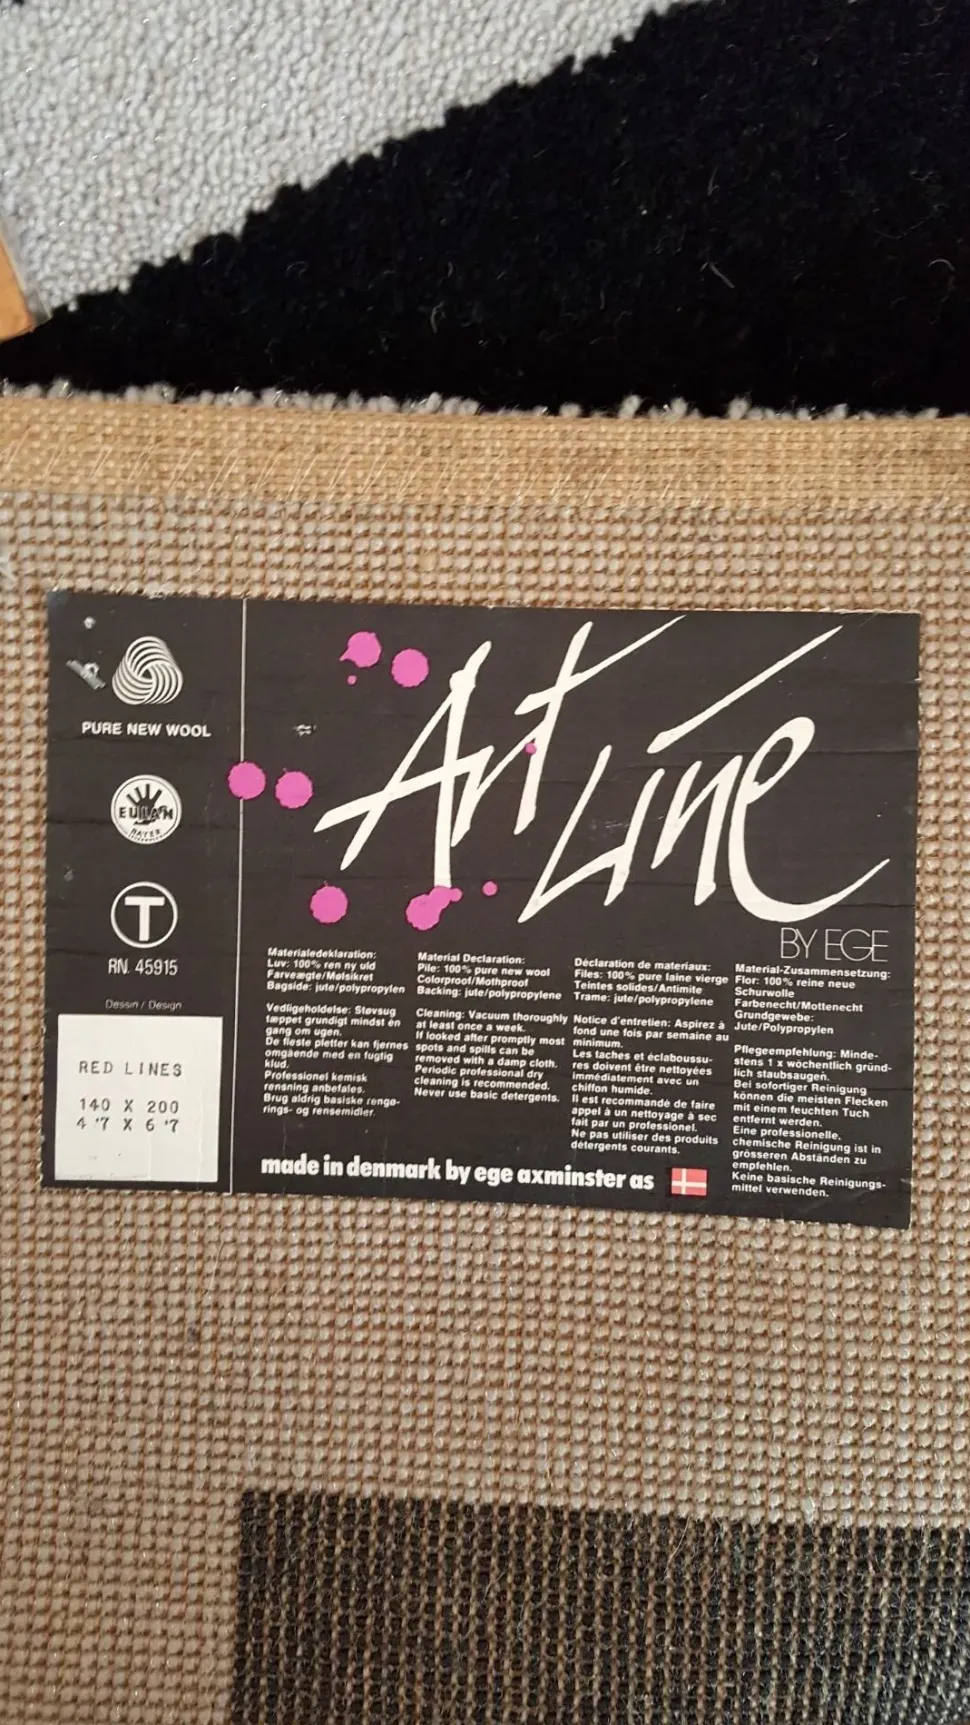 PURE NEW WOOL
EULAN
BAYER
T
RN. 45915
Dessin / Design
RED LINES
140 X 200
4'7 X 6'7
Art Line
BY EGE
Materialedeklaration:
Luv: 100% ren ny uld
Farveægte/Mølsikret
Bagside: jute/polypropylen
Vedligeholdelse: Støvsug
tæppet grundigt mindst én
gang om ugen.
De fleste pletter kan fjernes
omgående med en fugtig
klud.
Professionel kemisk
rensning anbefales.
Brug aldrig basiske rengø-
rings- og rensemidler.
Material Declaration:
Pile: 100% pure new wool
Colorproof/Mothproof
Backing: jute/polypropylene
Cleaning: Vacuum thoroughly
at least once a week.
If looked after promptly most
spots and spills can be
removed with a damp cloth.
Periodic professional dry
cleaning is recommended.
Never use basic detergents.
Déclaration de materiaux:
Files: 100% pure laine vierge
Teintes solides/Antimite
Trame: jute/polypropylene
Notice d'entretien: Aspirez à
fond une fois par semaine au
minimum.
Les taches et éclaboussu-
res doivent être nettoyées
immédiatement avec un
chiffon humide.
Il est recommandé de faire
appel à un nettoyage à sec
fait par un professionel.
Ne pas utiliser des produits
détergents courants.
Material-Zusammensetzung:
Flor: 100% reine neue
Schurwolle
Farbenecht/Mottenecht
Grundgewebe:
Jute/Polypropylen
Pflegeempfehlung: Minde-
stens 1 x wöchentlich gründ-
lich staubsaugen.
Bei sofortiger Reinigung
können die meisten Flecken
mit einem feuchten Tuch
entfernt werden.
Eine professionelle,
chemische Reinigung ist in
grösseren Abständen zu
empfehlen.
Keine basische Reinigungs-
mittel verwenden.
made in denmark by ege axminster as